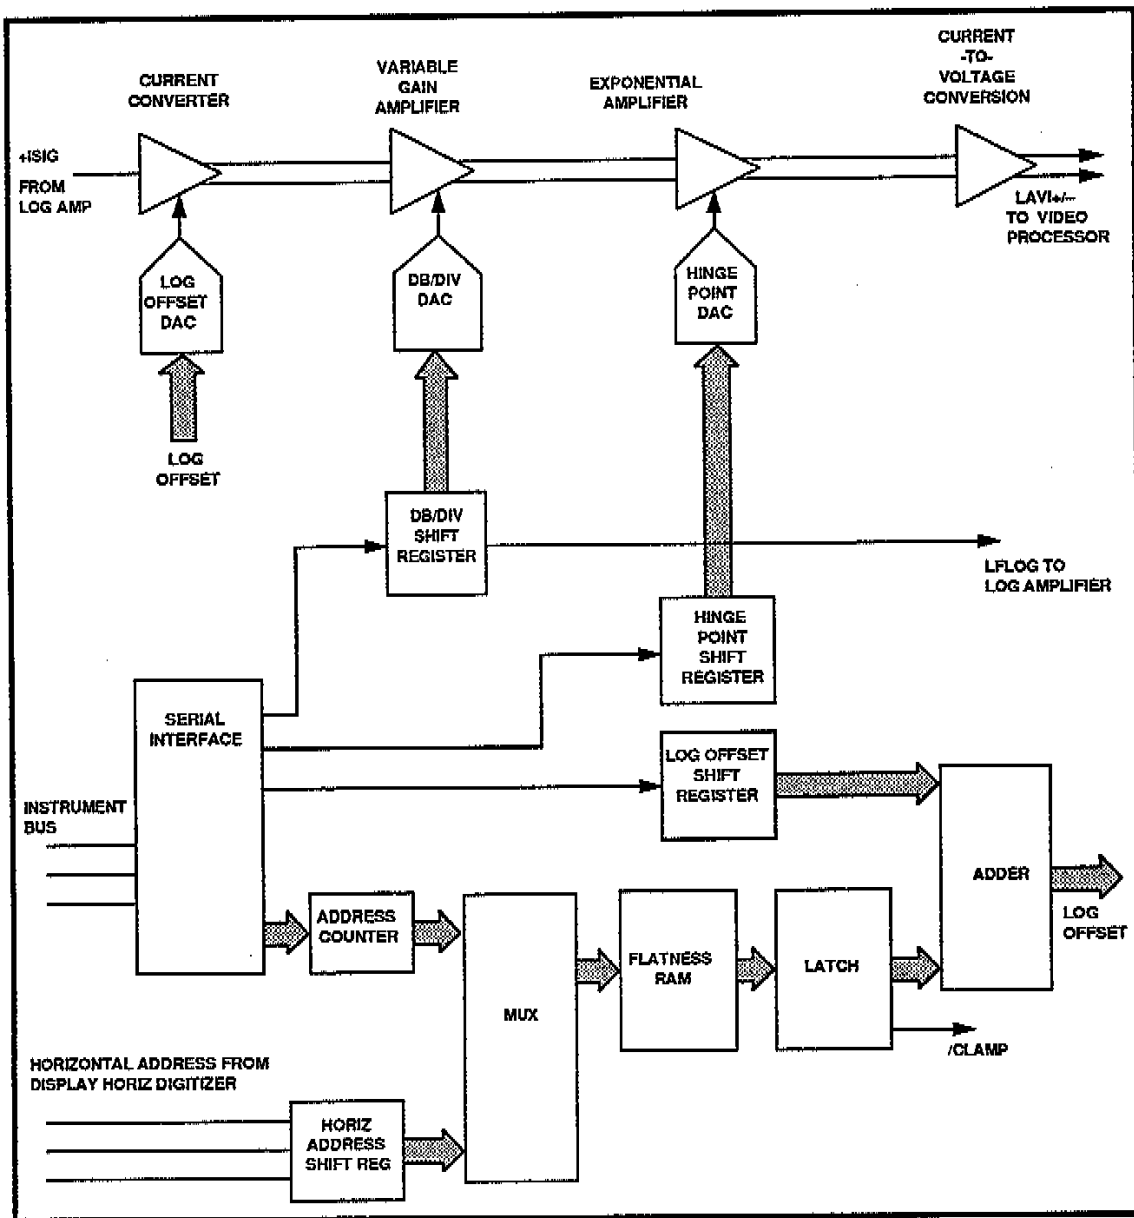 CURRENT
CONVERTER
VARIABLE
GAIN
AMPLIFIER
EXPONENTIAL
AMPLIFIER
CURRENT
-TO-
VOLTAGE
CONVERSION
+ISIG
FROM
LOG AMP
LAVI+/-
TO VIDEO
PROCESSOR
LOG
OFFSET
DAC
DB/DIV
DAC
HINGE
POINT
DAC
LOG
OFFSET
DB/DIV
SHIFT
REGISTER
LFLOG TO
LOG AMPLIFIER
HINGE
POINT
SHIFT
REGISTER
SERIAL
INTERFACE
LOG OFFSET
SHIFT
REGISTER
INSTRUMENT
BUS
ADDER
LOG
OFFSET
ADDRESS
COUNTER
MUX
FLATNESS
RAM
LATCH
/CLAMP
HORIZONTAL ADDRESS FROM
DISPLAY HORIZ DIGITIZER
HORIZ
ADDRESS
SHIFT REG